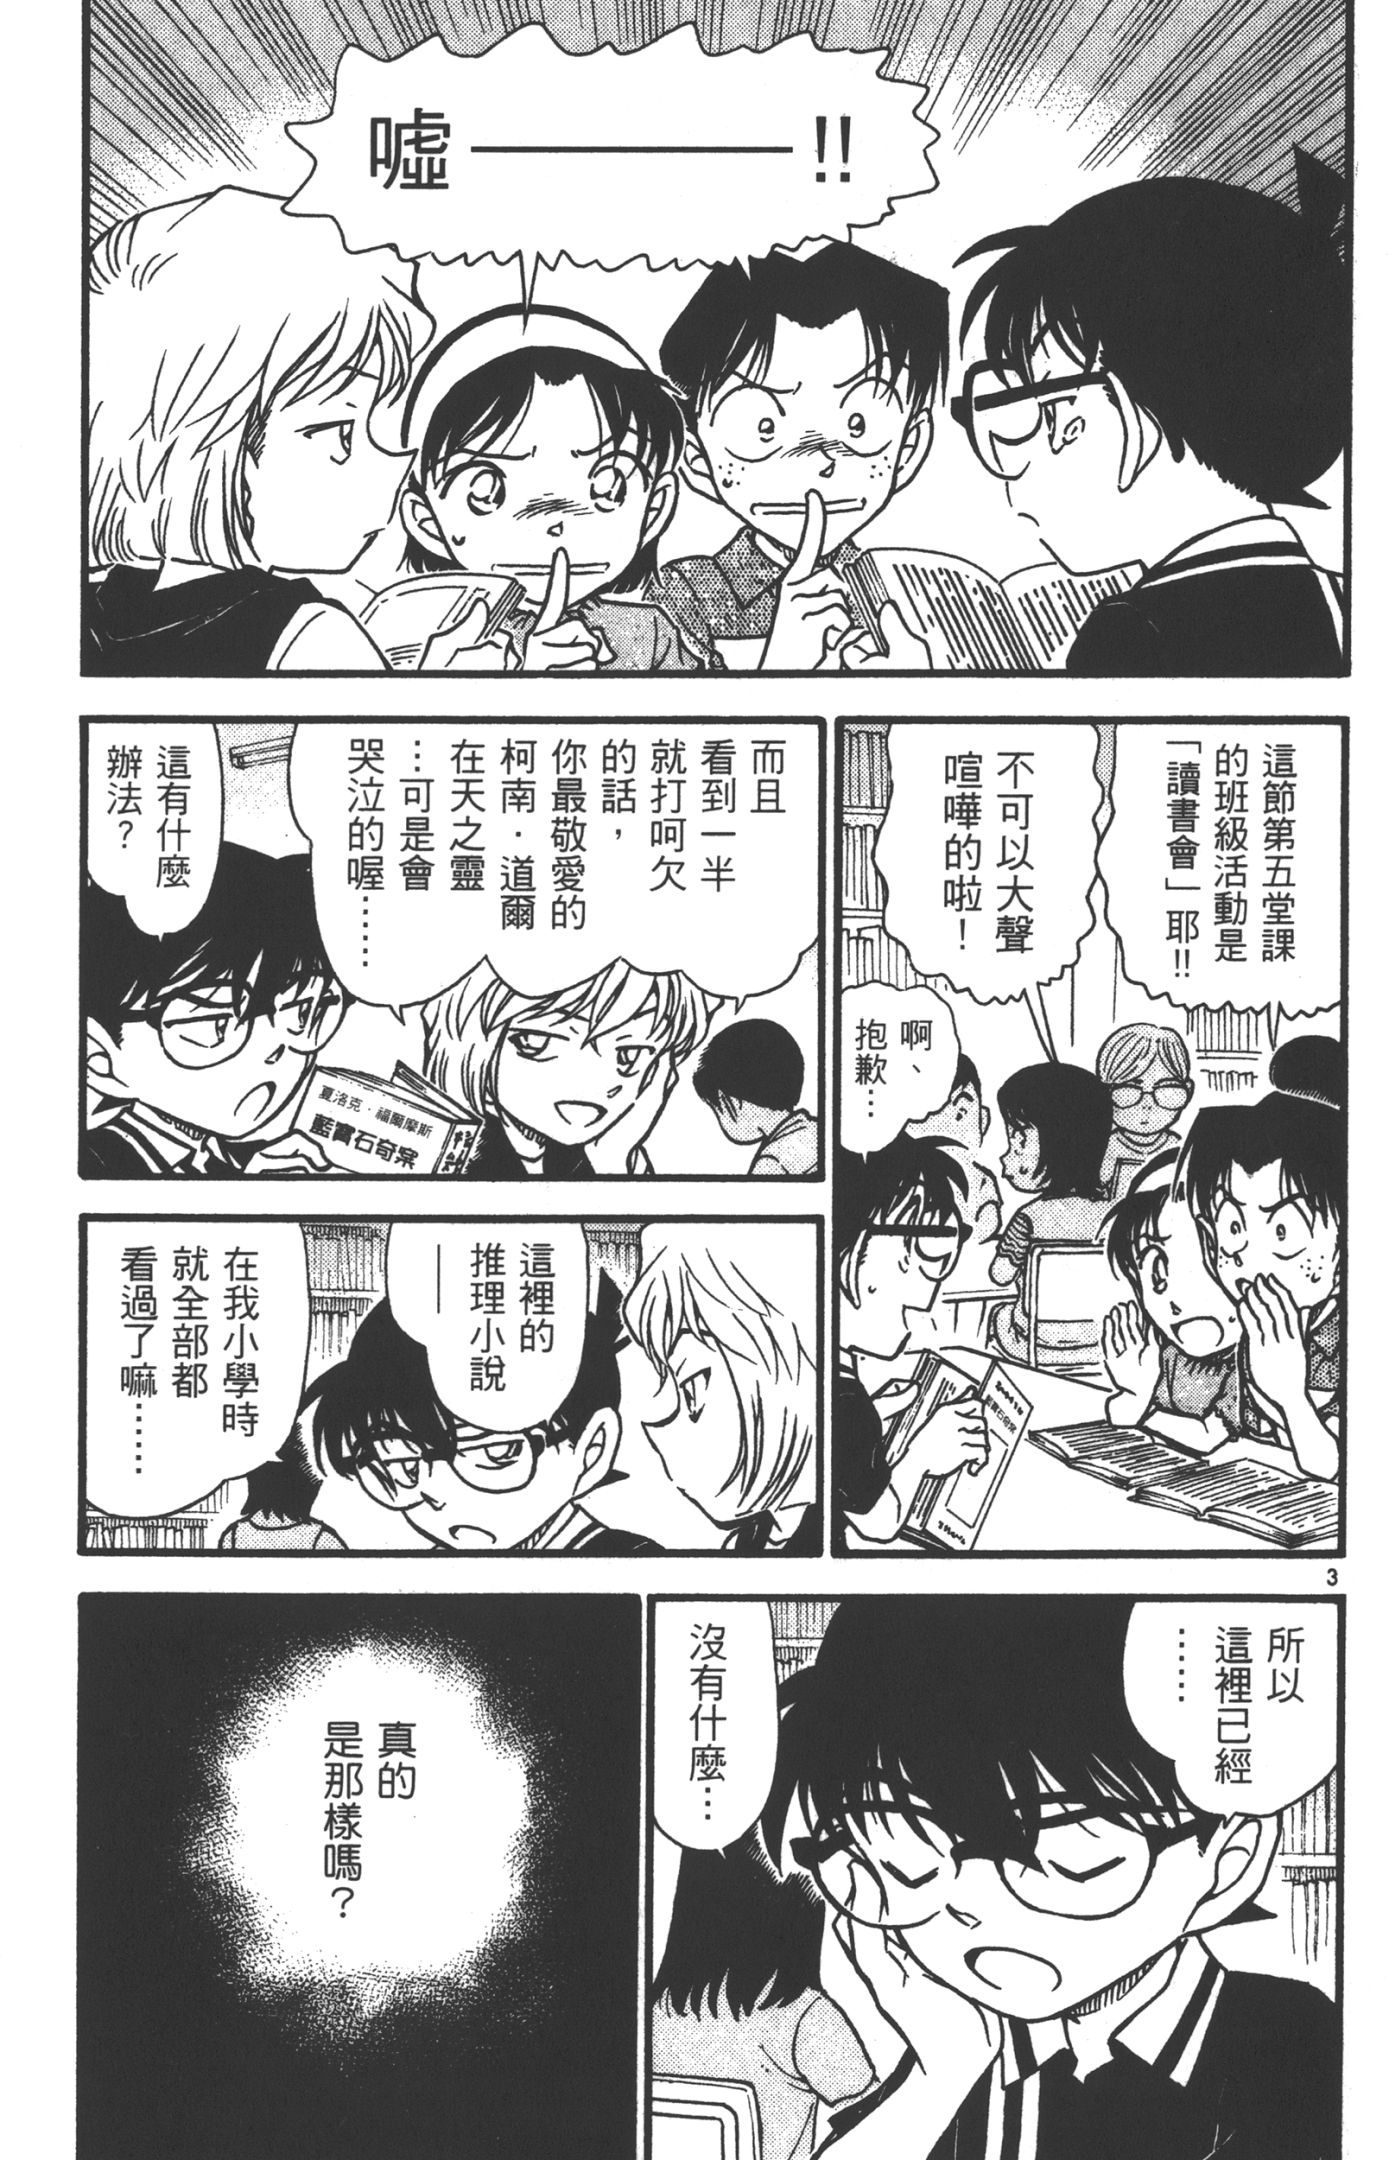 噓————!!
這節第五堂課
的班級活動是
「讀書會」耶!!
不可以大聲
喧嘩的啦!
啊、
抱歉…
藍寶石奇案
而且
看到一半
就打呵欠
的話,
你最敬愛的
柯南・道爾
在天之靈
…可是會
哭泣的喔……
這有什麼
辦法?
夏洛克・福爾摩斯
藍寶石奇案
這裡的
推理小說
——
在我小學時
就全部都
看過了嘛……
3
所以
這裡已經
……
沒有什麼…
真的
是那樣嗎?